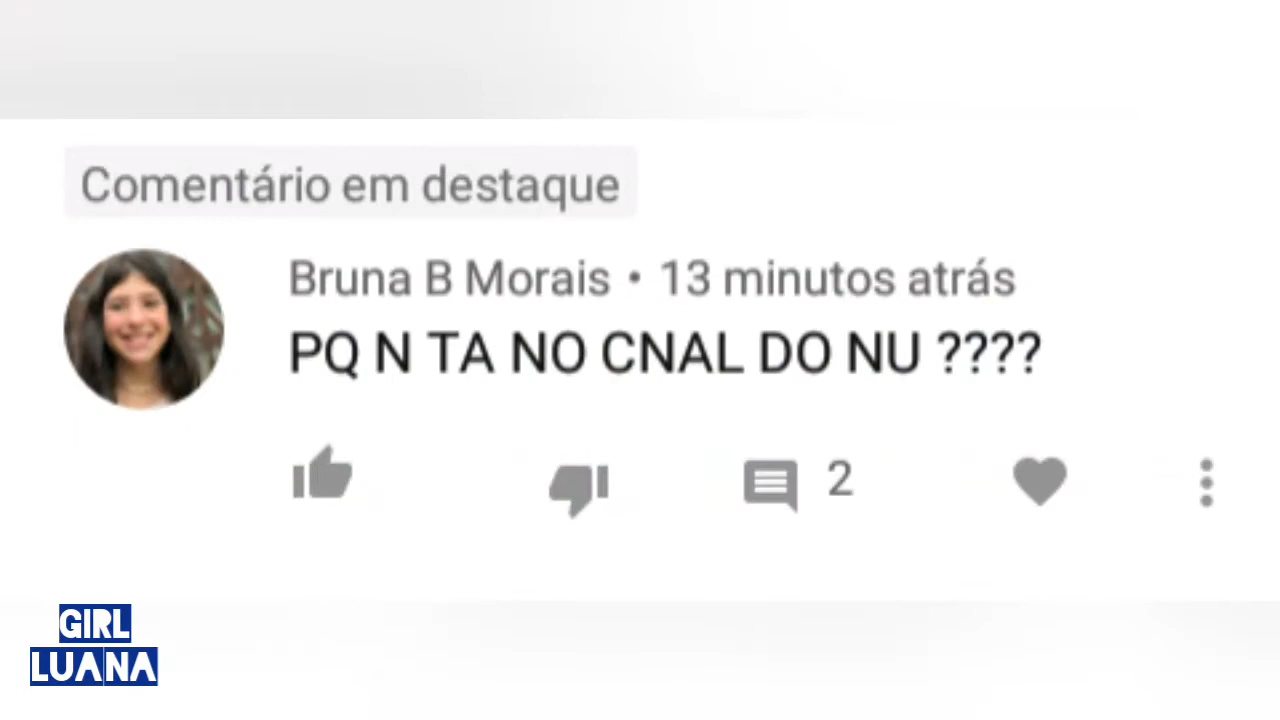 Comentário em destaque
Bruna B Morais • 13 minutos atrás
PQ N TA NO CNAL DO NU ????
2
GIRL
LUANA